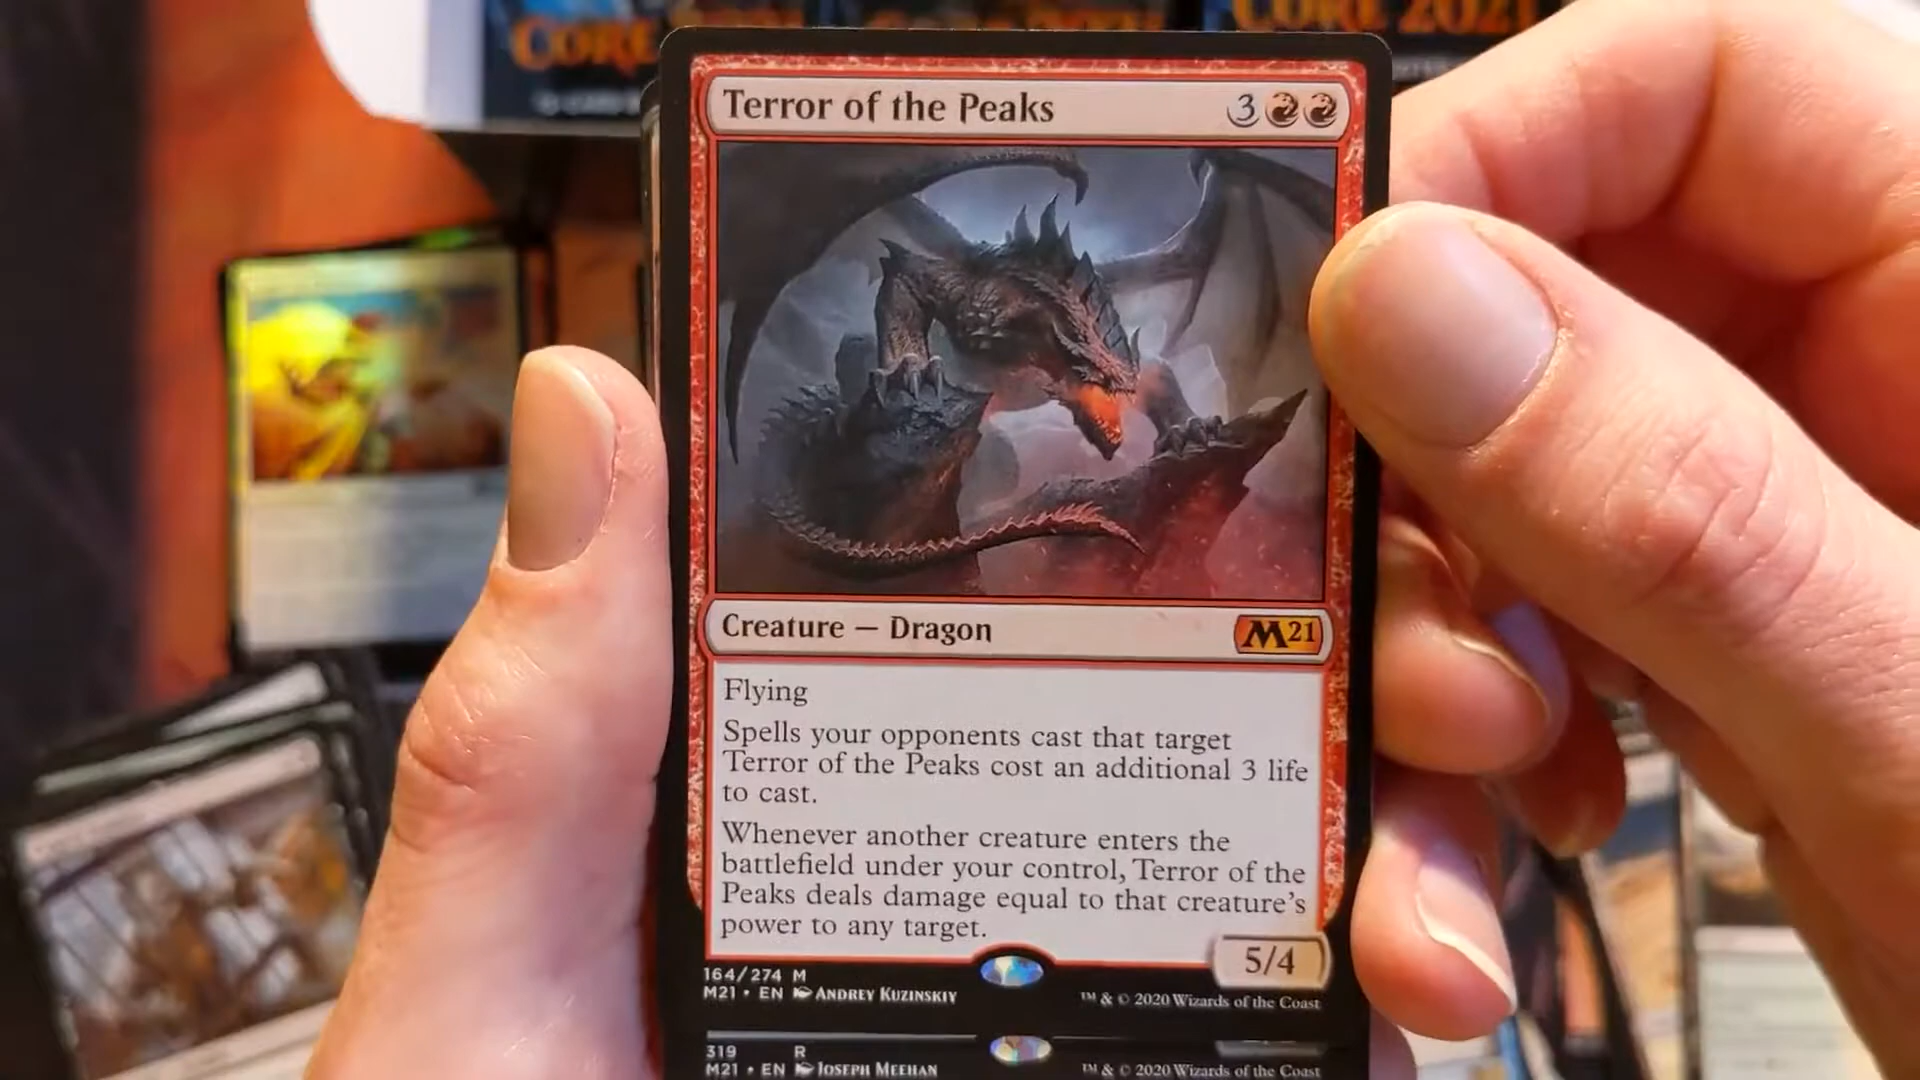 CORE
CORE 2021
Terror of the Peaks 3
Creature — Dragon M21
Flying
Spells your opponents cast that target
Terror of the Peaks cost an additional 3 life
to cast.
Whenever another creature enters the
battlefield under your control, Terror of the
Peaks deals damage equal to that creature's
power to any target.
5/4
164/274 M
M21 • EN ANDREY KUZINSKIY
™ & © 2020 Wizards of the Coast
319 R
M21 • EN JOSEPH MEEHAN
™ & © 2020 Wizards of the Coast